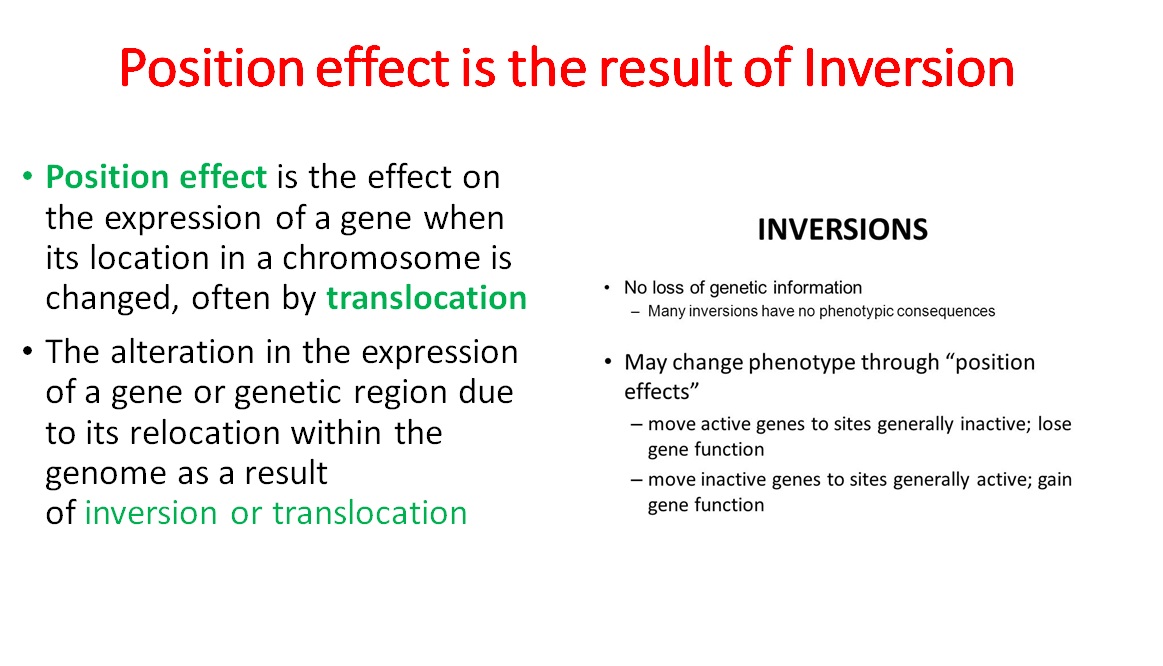 Position effect is the result of Inversion
• Position effect is the effect on
the expression of a gene when
its location in a chromosome is
changed, often by translocation
• The alteration in the expression
of a gene or genetic region due
to its relocation within the
genome as a result
of inversion or translocation
INVERSIONS
• No loss of genetic information
– Many inversions have no phenotypic consequences
• May change phenotype through “position
effects”
– move active genes to sites generally inactive; lose
gene function
– move inactive genes to sites generally active; gain
gene function